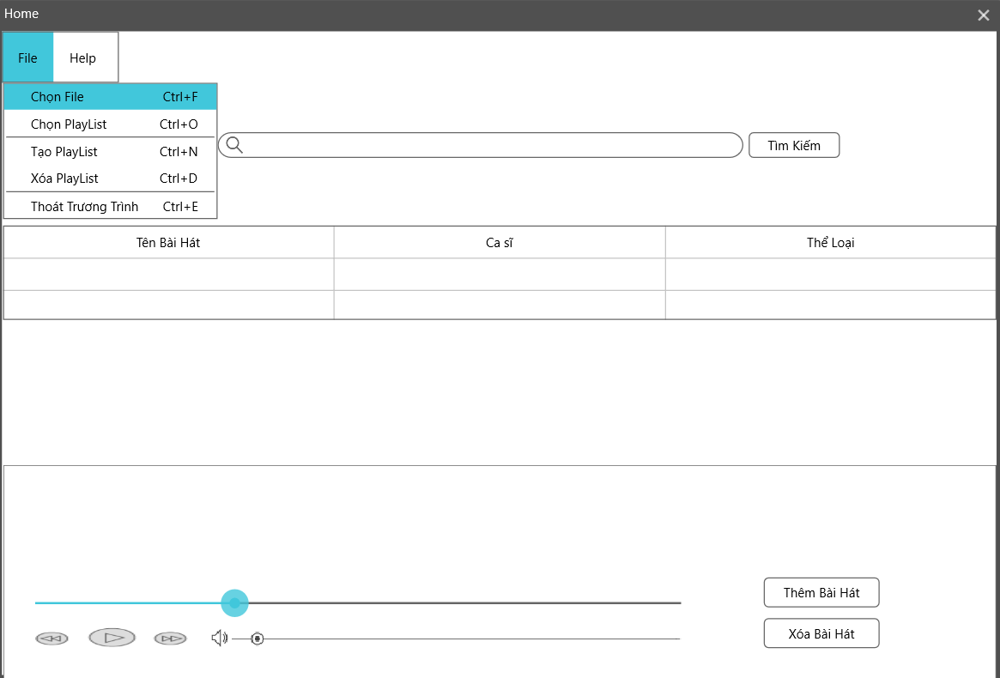 Home
File Help
Chọn File Ctrl+F
Chọn PlayList Ctrl+O
Tạo PlayList Ctrl+N
Xóa PlayList Ctrl+D
Thoát Trương Trình Ctrl+E
Tìm Kiếm
Tên Bài Hát Ca sĩ Thể Loại
Thêm Bài Hát
Xóa Bài Hát